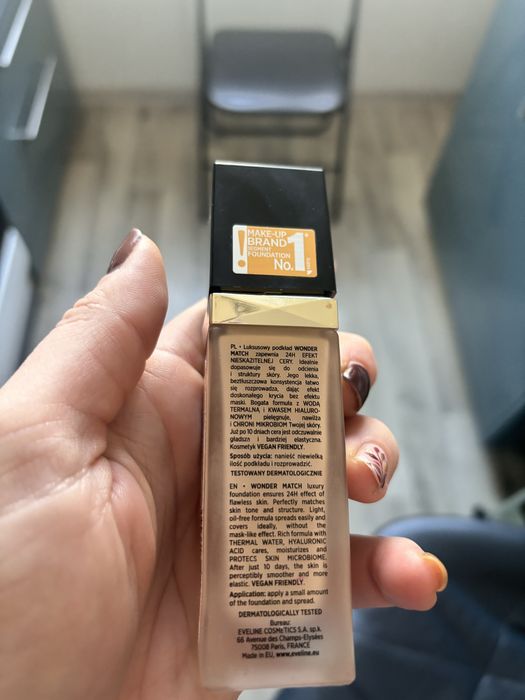 !
MAKE-UP
BRAND
SEGMENT
FOUNDATION
No.1*
PL • Luksusowy podkład WONDER
MATCH zapewnia 24H EFEKT
NIESKAZITELNEJ CERY. Idealnie
dopasowuje się do odcienia
i struktury skóry. Jego lekka,
beztłuszczowa konsystencja łatwo
się rozprowadza, dając efekt
doskonałego krycia bez efektu
maski. Bogata formuła z WODĄ
TERMALNĄ i KWASEM HIALURO-
NOWYM pielęgnuje, nawilża
i CHRONI MIKROBIOM Twojej skóry.
Już po 10 dniach cera jest odczuwalnie
gładsza i bardziej elastyczna.
Kosmetyk VEGAN FRIENDLY.
Sposób użycia: nanieść niewielką
ilość podkładu i rozprowadzić.
TESTOWANY DERMATOLOGICZNIE
EN • WONDER MATCH luxury
foundation ensures 24H effect of
flawless skin. Perfectly matches
skin tone and structure. Light,
oil-free formula spreads easily and
covers ideally, without the
mask-like effect. Rich formula with
THERMAL WATER, HYALURONIC
ACID cares, moisturizes and
PROTECS SKIN MICROBIOME.
After just 10 days, the skin is
perceptibly smoother and more
elastic. VEGAN FRIENDLY.
Application: apply a small amount
of the foundation and spread.
DERMATOLOGICALLY TESTED
Bureau:
EVELINE COSMETICS S.A. sp.k.
66 Avenue des Champs-Elysées
75008 Paris, FRANCE
Made in EU, www.eveline.eu